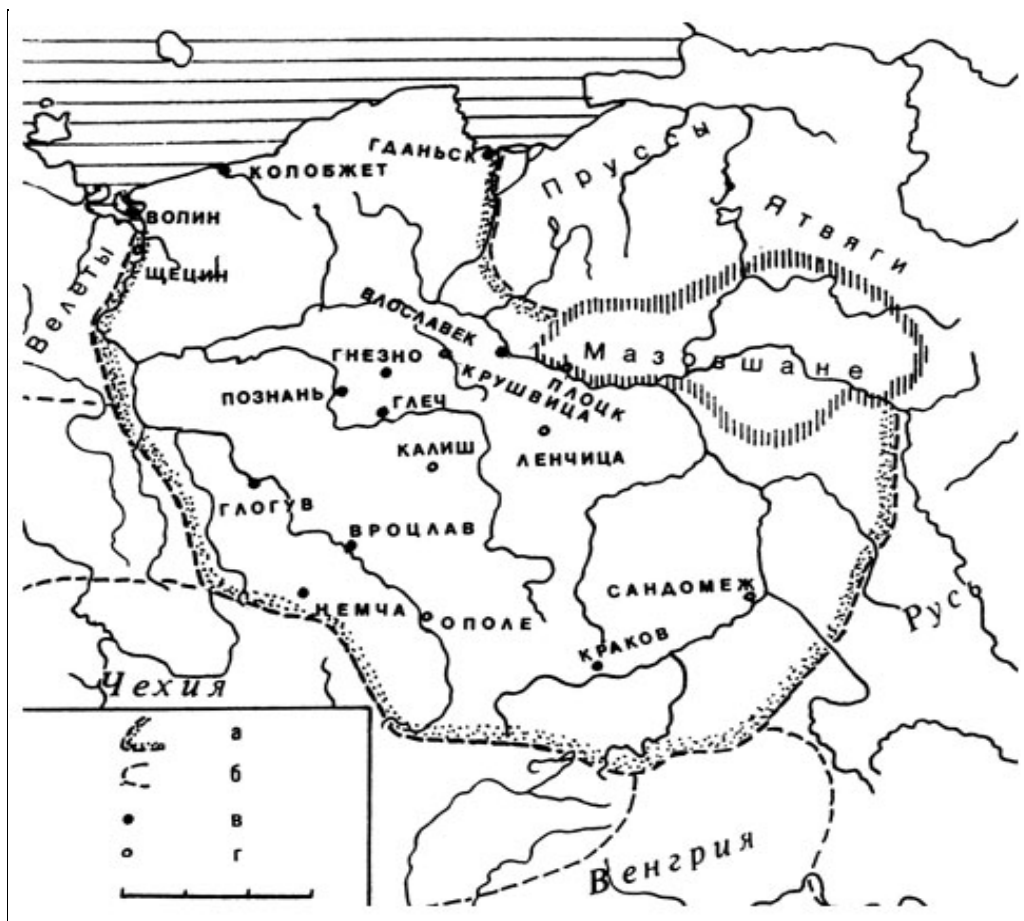 ГДАНЬСК
КОЛОБЖЕТ
Пруссы
ВОЛИН
Ятвяги
ЩЕЦИН
Велеты
ВЛОСЛАВЕК
Мазовшане
ГНЕЗНО
КРУШВИЦА
ПЛОЦК
ПОЗНАНЬ
ГЛЕЧ
КАЛИШ
ЛЕНЧИЦА
ГЛОГУВ
ВРОЦЛАВ
САНДОМЕЖ
НЕМЧА
ОПОЛЕ
Русь
КРАКОВ
Чехия
а
б
в
г
Венгрия